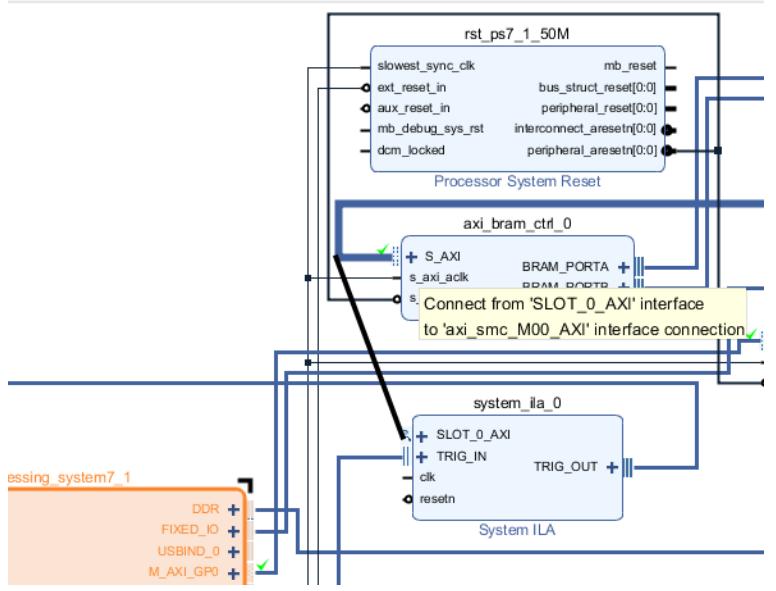 rst_ps7_1_50M
slowest_sync_clk
mb_reset
ext_reset_in
bus_struct_reset[0:0]
aux_reset_in
peripheral_reset[0:0]
mb_debug_sys_rst
interconnect_aresetn[0:0]
dcm_locked
peripheral_aresetn[0:0]
Processor System Reset
axi_bram_ctrl_0
S_AXI
s_axi_aclk
BRAM_PORTA
Connect from 'SLOT_0_AXI' interface
to 'axi_smc_M00_AXI' interface connection
system_ila_0
SLOT_0_AXI
TRIG_IN
TRIG_OUT
clk
resetn
System ILA
essing_system7_1
DDR
FIXED_IO
USBIND_0
M_AXI_GP0